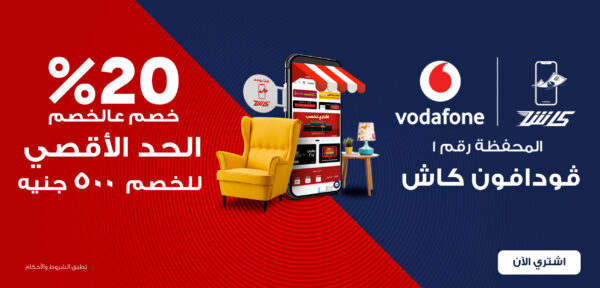 vodafone
كاش
المحفظة رقم ١
ڤودافون كاش
اشتري الآن
%20
خصم عالخصم
الحد الأقصي
للخصم ٥٠٠ جنيه
تطبق الشروط والأحكام